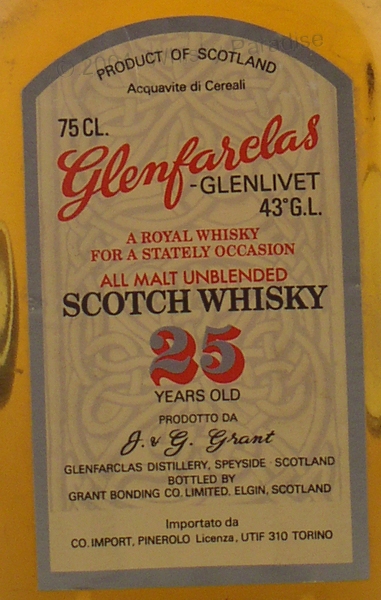 PRODUCT OF SCOTLAND
Acquavite di Cereali
75 CL.
Glenfarclas
-GLENLIVET
43° G.L.
A ROYAL WHISKY
FOR A STATELY OCCASION
ALL MALT UNBLENDED
SCOTCH WHISKY
25
YEARS OLD
PRODOTTO DA
J. & G. Grant
GLENFARCLAS DISTILLERY, SPEYSIDE · SCOTLAND
BOTTLED BY
GRANT BONDING CO. LIMITED. ELGIN, SCOTLAND
Importato da
CO. IMPORT, PINEROLO Licenza, UTIF 310 TORINO
Paradise